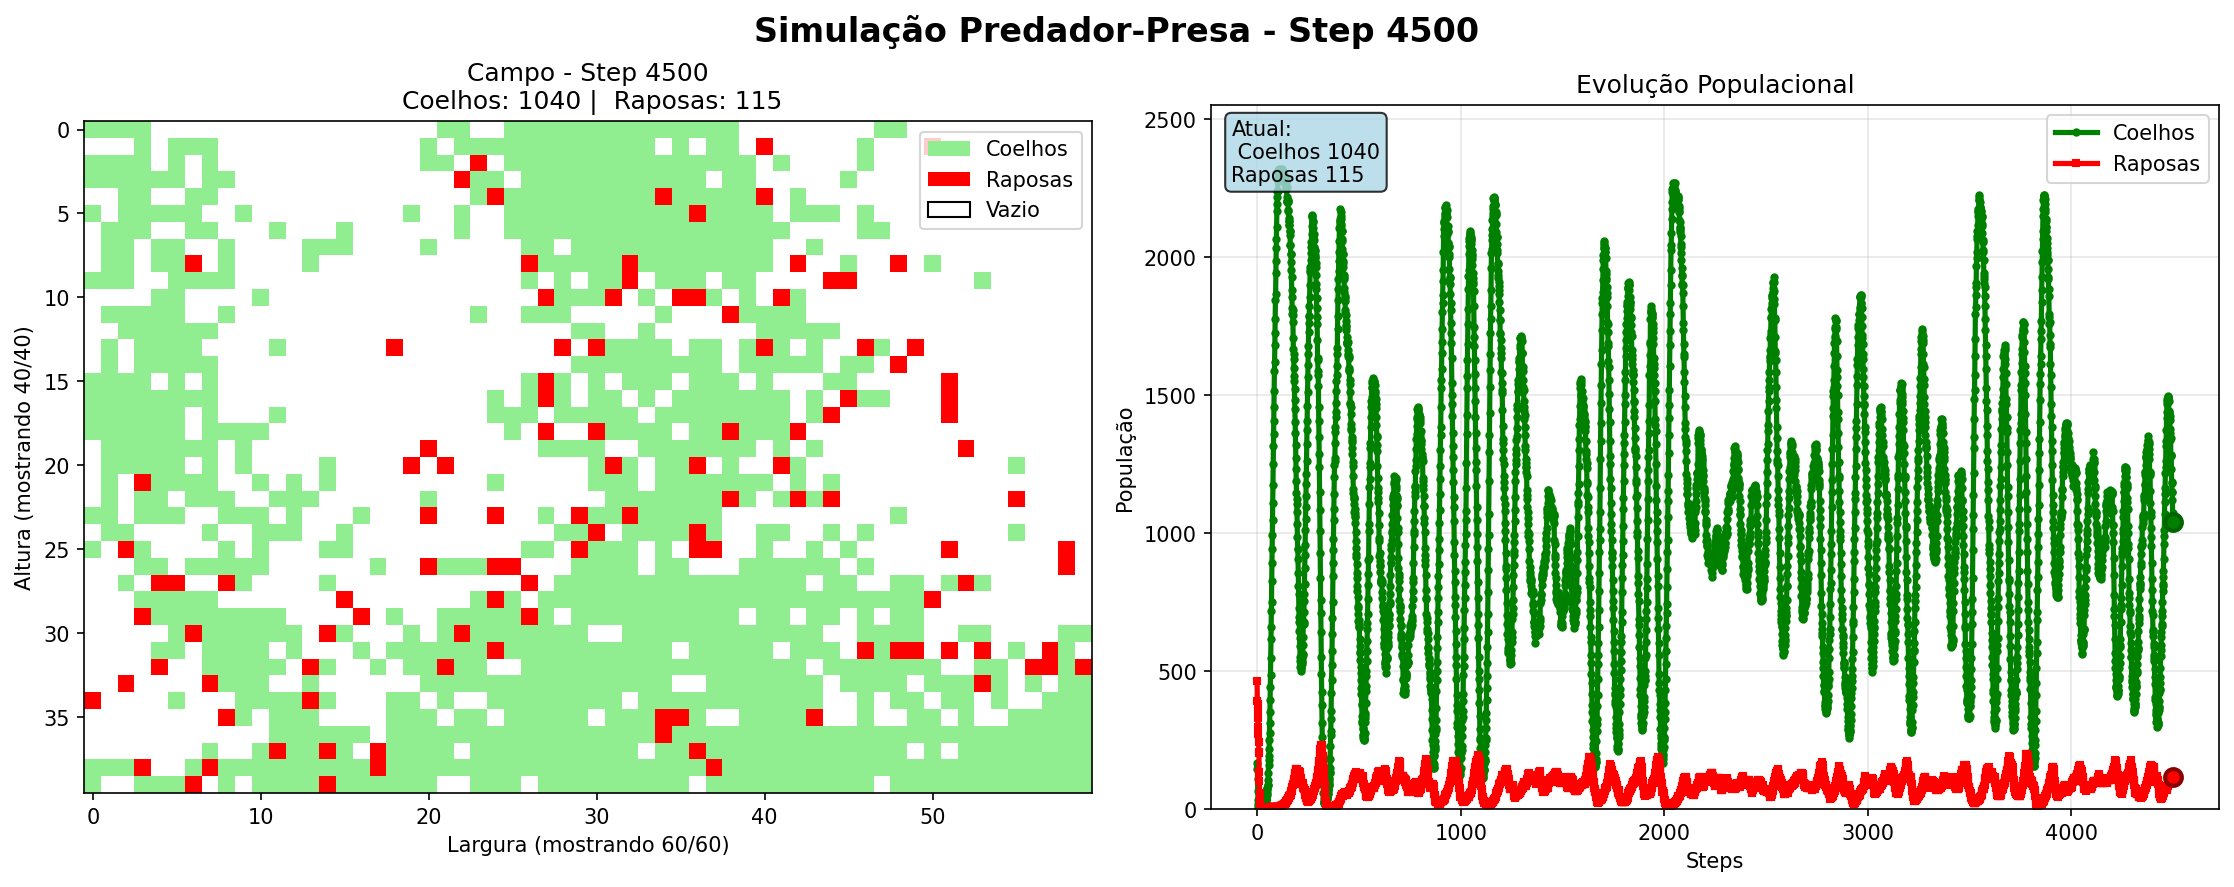 Simulação Predador-Presa - Step 4500
Campo - Step 4500
Coelhos: 1040 |  Raposas: 115
Coelhos
Raposas
Vazio
0
5
10
15
20
25
30
35
Altura (mostrando 40/40)
0
10
20
30
40
50
Largura (mostrando 60/60)
Evolução Populacional
Atual:
Coelhos 1040
Raposas 115
Coelhos
Raposas
2500
2000
1500
1000
500
0
População
0
1000
2000
3000
4000
Steps